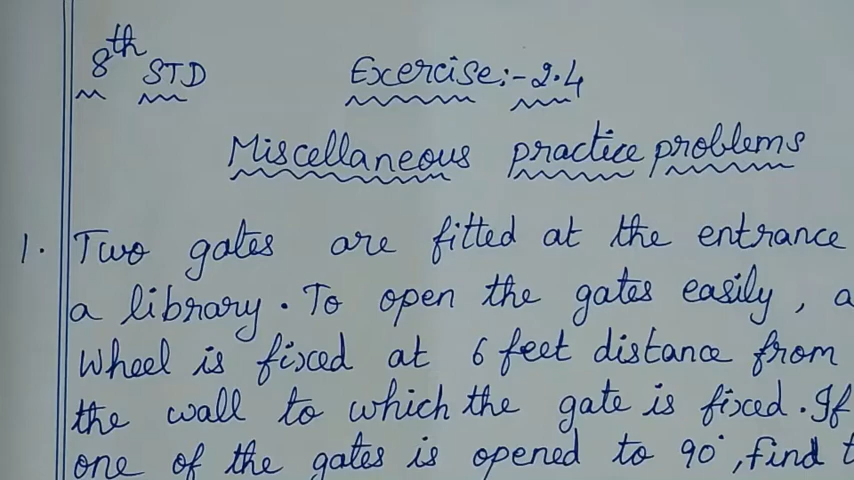 8th STD Exercise:-2.4
Miscellaneous practice problems
1. Two gates are fitted at the entrance
a library. To open the gates easily, a
Wheel is fixed at 6 feet distance from
the wall to which the gate is fixed. If
one of the gates is opened to 90°, find